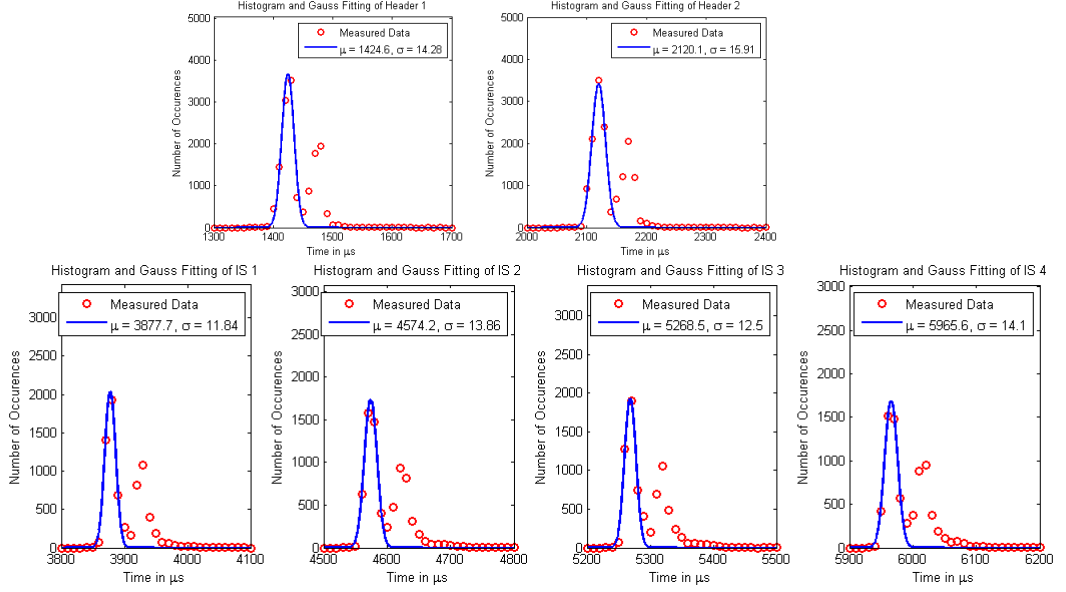 Histogram and Gauss Fitting of Header 1
Measured Data
μ = 1424.6, σ = 14.28
5000
4000
3000
2000
1000
0
Number of Occurences
1300 1400 1500 1600 1700
Time in µs
Histogram and Gauss Fitting of Header 2
Measured Data
μ = 2120.1, σ = 15.91
5000
4000
3000
2000
1000
0
Number of Occurences
2000 2100 2200 2300 2400
Time in µs
Histogram and Gauss Fitting of IS 1
Measured Data
μ = 3877.7, σ = 11.84
3000
2500
2000
1500
1000
500
0
Number of Occurences
3800 3900 4000 4100
Time in µs
Histogram and Gauss Fitting of IS 2
Measured Data
μ = 4574.2, σ = 13.86
3000
2500
2000
1500
1000
500
0
Number of Occurences
4500 4600 4700 4800
Time in µs
Histogram and Gauss Fitting of IS 3
Measured Data
μ = 5268.5, σ = 12.5
3000
2500
2000
1500
1000
500
0
Number of Occurences
5200 5300 5400 5500
Time in µs
Histogram and Gauss Fitting of IS 4
Measured Data
μ = 5965.6, σ = 14.1
3000
2500
2000
1500
1000
500
0
Number of Occurences
5900 6000 6100 6200
Time in µs